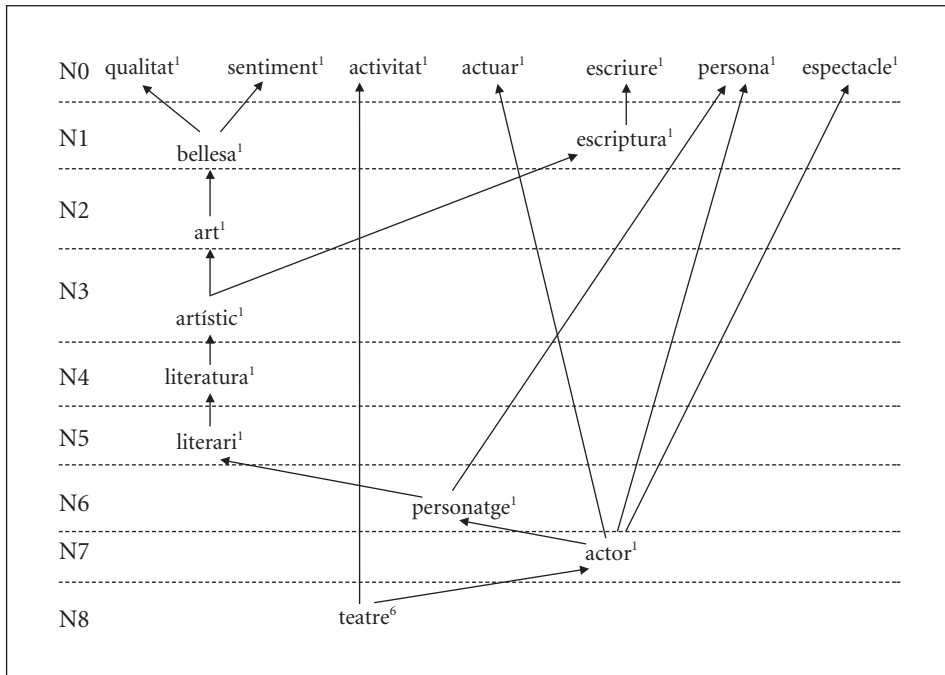 N0 qualitat¹ sentiment¹ activitat¹ actuar¹ escriure¹ persona¹ espectacle¹
N1 bellesa¹ escriptura¹
N2 art¹
N3 artístic¹
N4 literatura¹
N5 literari¹
N6 personatge¹
N7 actor¹
N8 teatre⁶